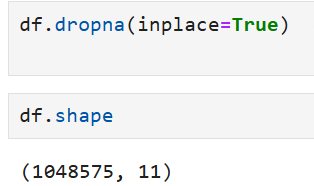 df.dropna(inplace=True)
df.shape
(1048575, 11)